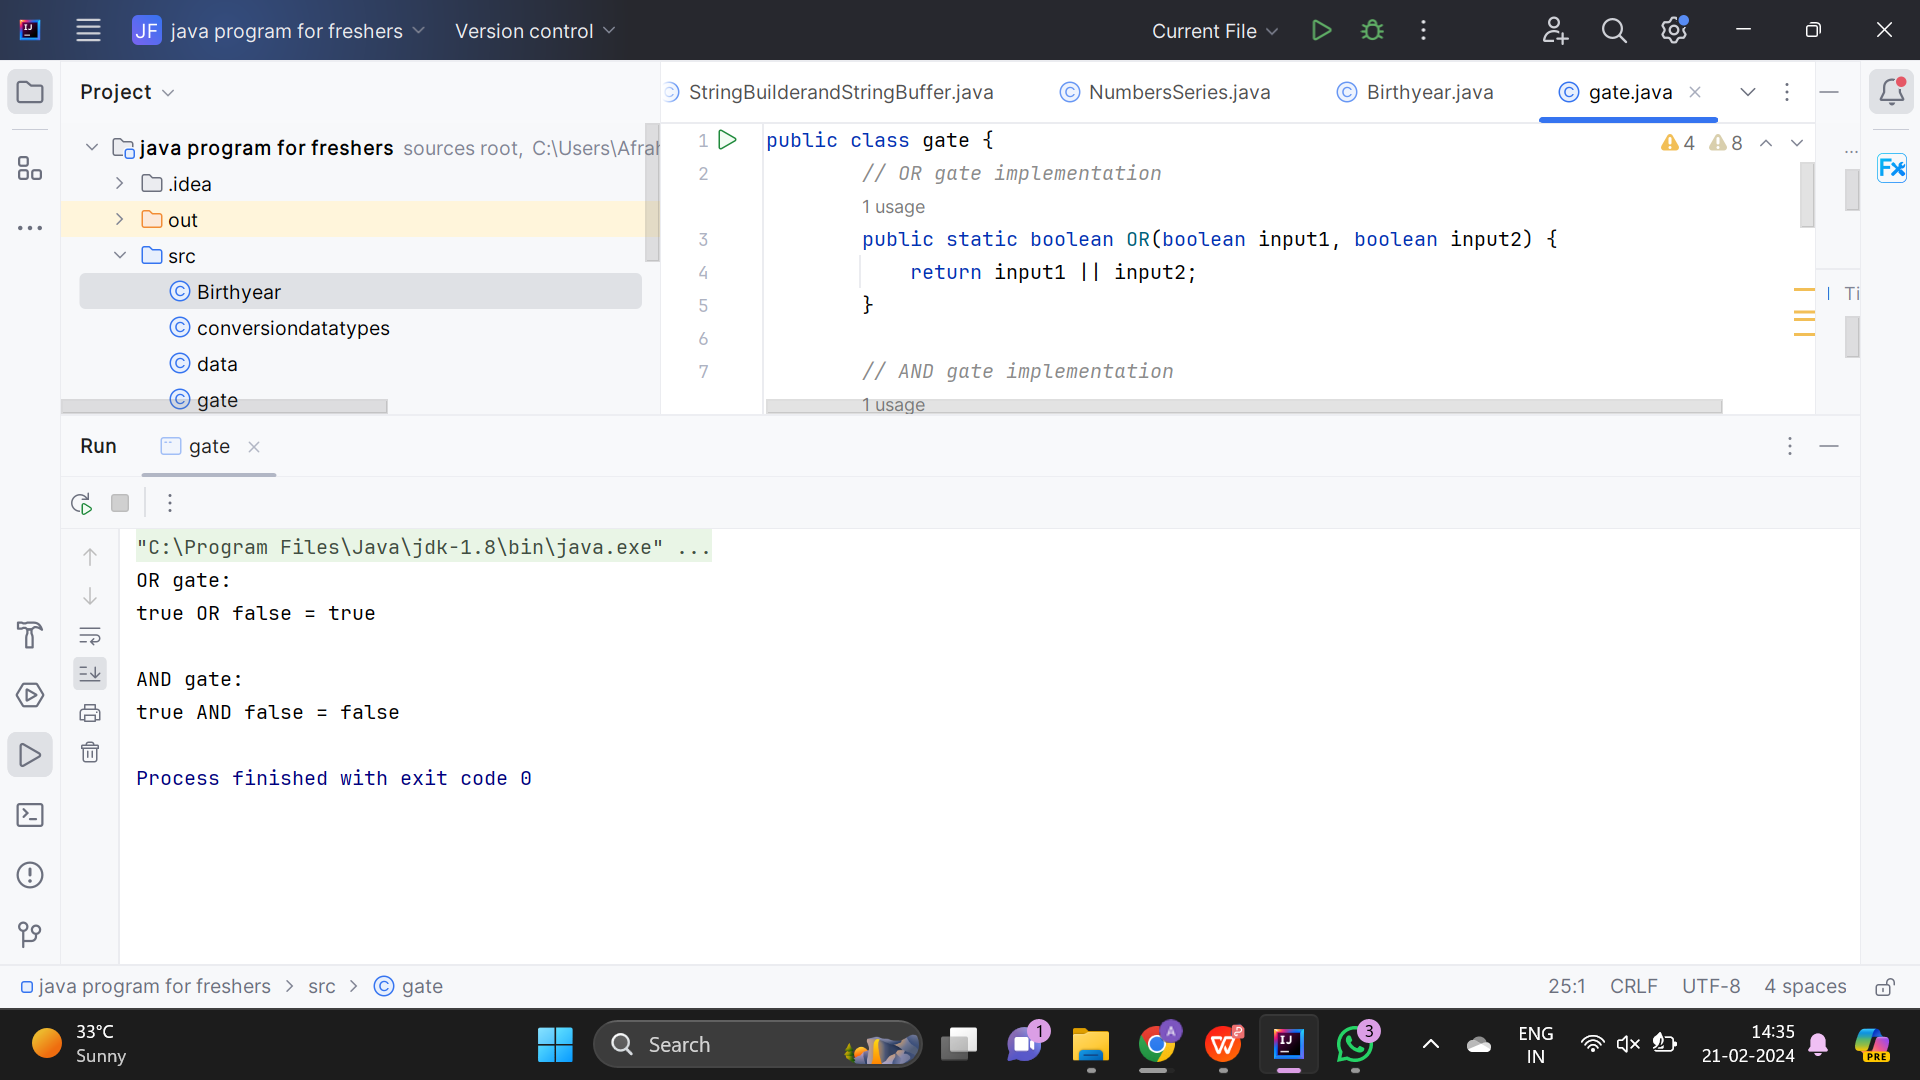 JF java program for freshers Version control Current File
Project
StringBuilderandStringBuffer.java NumbersSeries.java Birthyear.java gate.java
java program for freshers sources root, C:\Users\Afrah
.idea
out
src
Birthyear
conversiondatatypes
data
gate
4 8
1 public class gate {
2 // OR gate implementation
1 usage
3 public static boolean OR(boolean input1, boolean input2) {
4 return input1 || input2;
5 }
6
7 // AND gate implementation
1 usage
Ti
Run gate
"C:\Program Files\Java\jdk-1.8\bin\java.exe" ...
OR gate:
true OR false = true
AND gate:
true AND false = false
Process finished with exit code 0
java program for freshers > src > gate
25:1 CRLF UTF-8 4 spaces
33°C
Sunny
Search
1
A
3
ENG
IN
14:35
21-02-2024
PRE